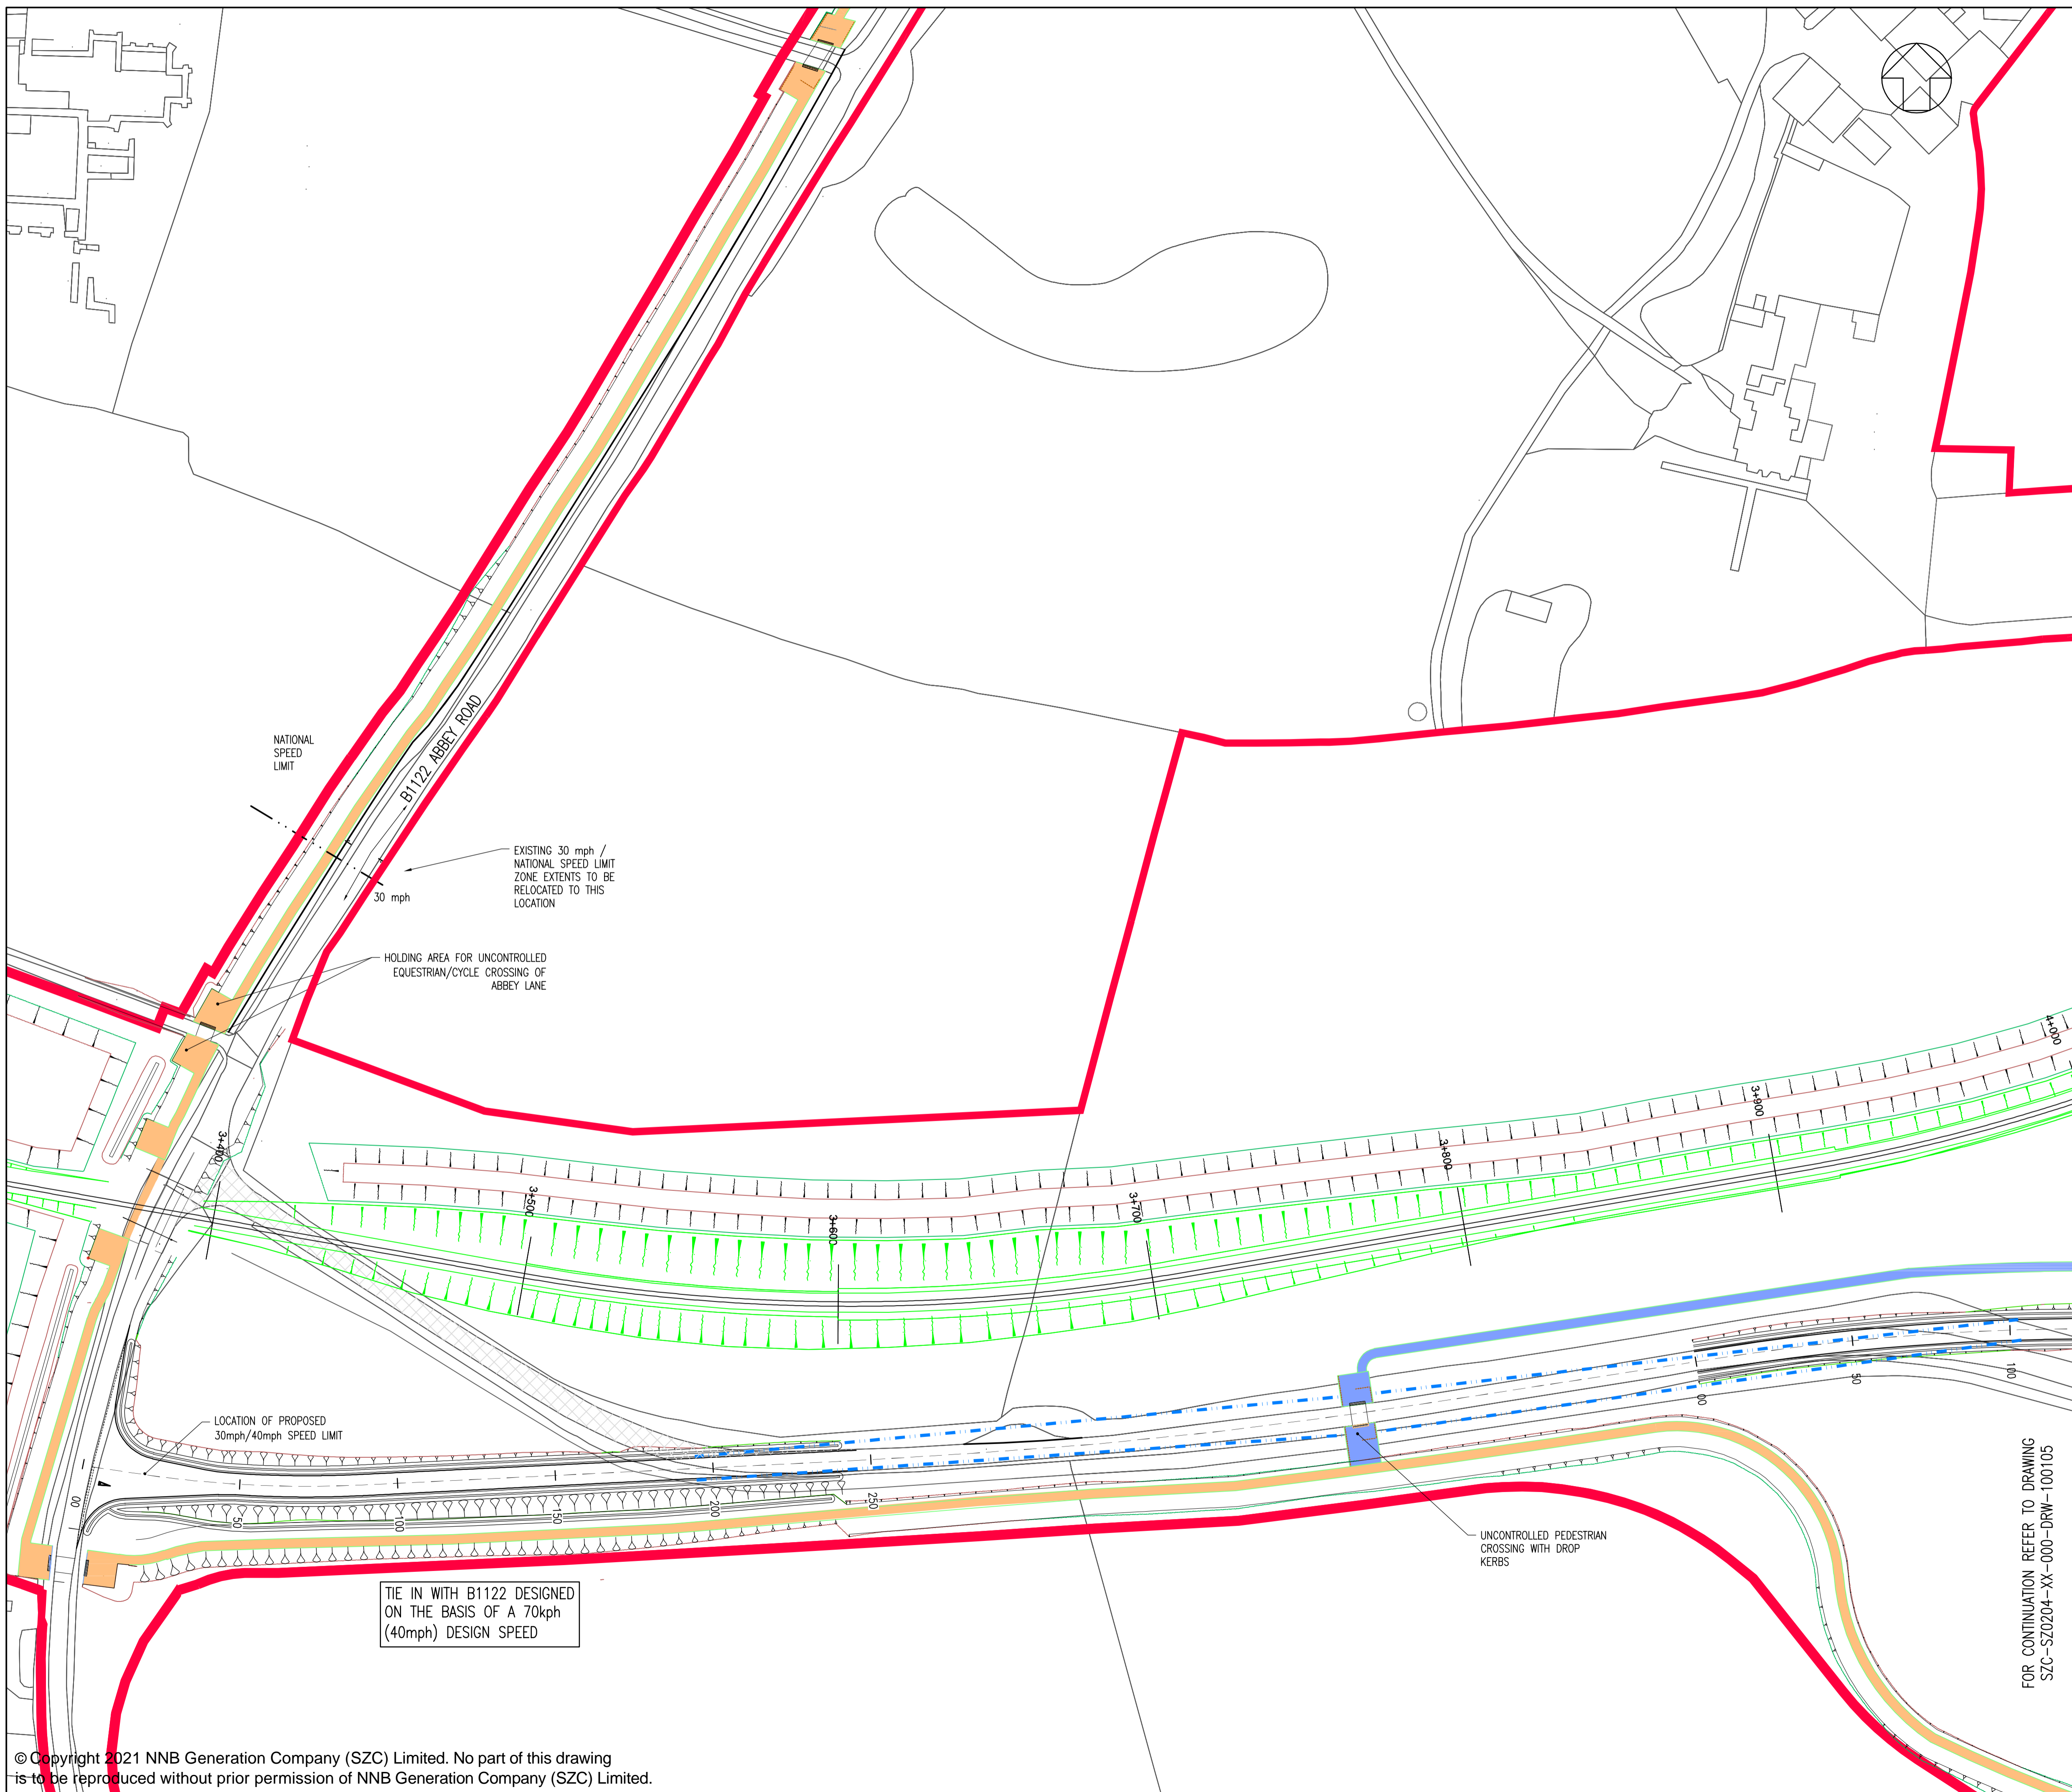 NATIONAL
SPEED
LIMIT
B1122 ABBEY ROAD
EXISTING 30 mph /
NATIONAL SPEED LIMIT
ZONE EXTENTS TO BE
RELOCATED TO THIS
LOCATION
30 mph
HOLDING AREA FOR UNCONTROLLED
EQUESTRIAN/CYCLE CROSSING OF
ABBEY LANE
3+400
3+500
3+600
3+700
3+800
3+900
4+000
LOCATION OF PROPOSED
30mph/40mph SPEED LIMIT
00
50
100
150
200
250
00
50
100
UNCONTROLLED PEDESTRIAN
CROSSING WITH DROP
KERBS
TIE IN WITH B1122 DESIGNED
ON THE BASIS OF A 70kph
(40mph) DESIGN SPEED
FOR CONTINUATION REFER TO DRAWING
SZC-SZ0204-XX-000-DRW-100105
© Copyright 2021 NNB Generation Company (SZC) Limited. No part of this drawing
is to be reproduced without prior permission of NNB Generation Company (SZC) Limited.